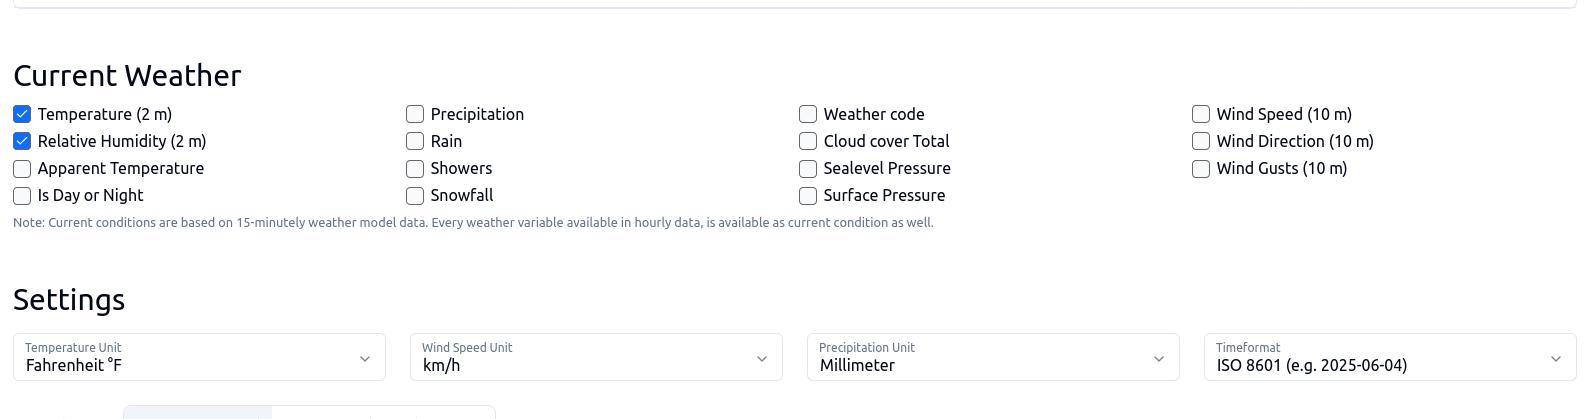 Current Weather
Temperature (2 m)
Precipitation
Weather code
Wind Speed (10 m)
Relative Humidity (2 m)
Rain
Cloud cover Total
Wind Direction (10 m)
Apparent Temperature
Showers
Sealevel Pressure
Wind Gusts (10 m)
Is Day or Night
Snowfall
Surface Pressure
Note: Current conditions are based on 15-minutely weather model data. Every weather variable available in hourly data, is available as current condition as well.
Settings
Temperature Unit
Fahrenheit °F
Wind Speed Unit
km/h
Precipitation Unit
Millimeter
Timeformat
ISO 8601 (e.g. 2025-06-04)